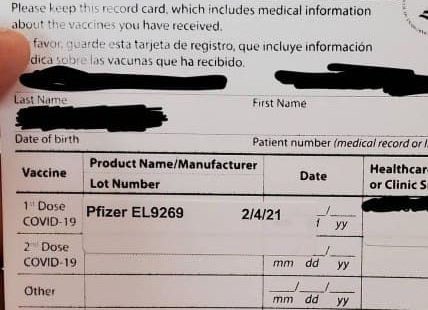 Please keep this record card, which includes medical information
about the vaccines you have received.
favor, guarde esta tarjeta de registro, que incluye información
dica sobre las vacunas que ha recibido.
Last Name First Name
Date of birth Patient number (medical record or I
Vaccine Product Name/Manufacturer Date Healthcar
Lot Number or Clinic S
1st Dose
COVID-19 Pfizer EL9269 2/4/21 /
yy
2nd Dose
COVID-19 /
mm dd yy
Other / /
mm dd yy